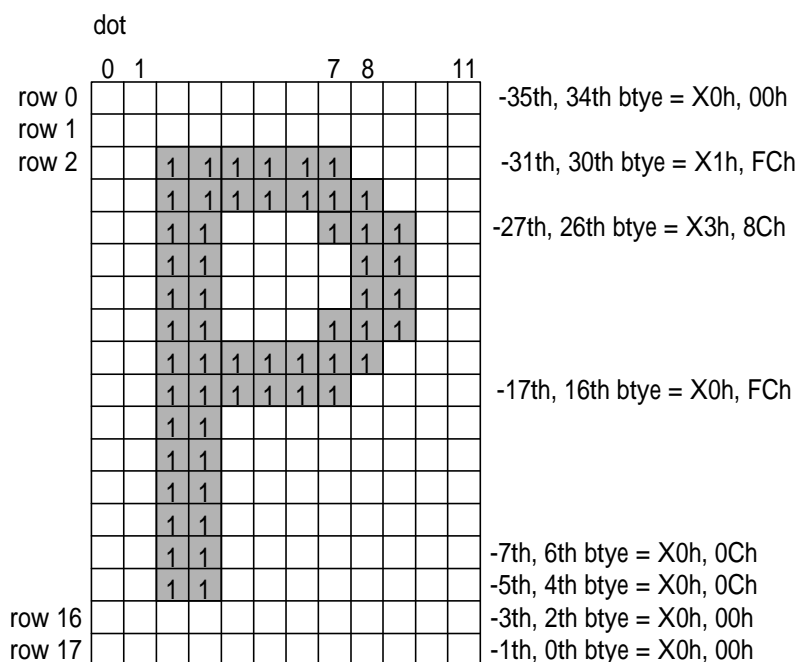 dot
0 1 7 8 11
row 0 -35th, 34th btye = X0h, 00h
row 1
row 2 1 1 1 1 1 1 -31th, 30th btye = X1h, FCh
1 1 1 1 1 1 1
1 1 1 1 1 -27th, 26th btye = X3h, 8Ch
1 1 1 1
1 1 1 1
1 1 1 1 1
1 1 1 1 1 1 1
1 1 1 1 1 1 -17th, 16th btye = X0h, FCh
1 1
1 1
1 1
1 1
1 1 -7th, 6th btye = X0h, 0Ch
1 1 -5th, 4th btye = X0h, 0Ch
row 16 -3th, 2th btye = X0h, 00h
row 17 -1th, 0th btye = X0h, 00h